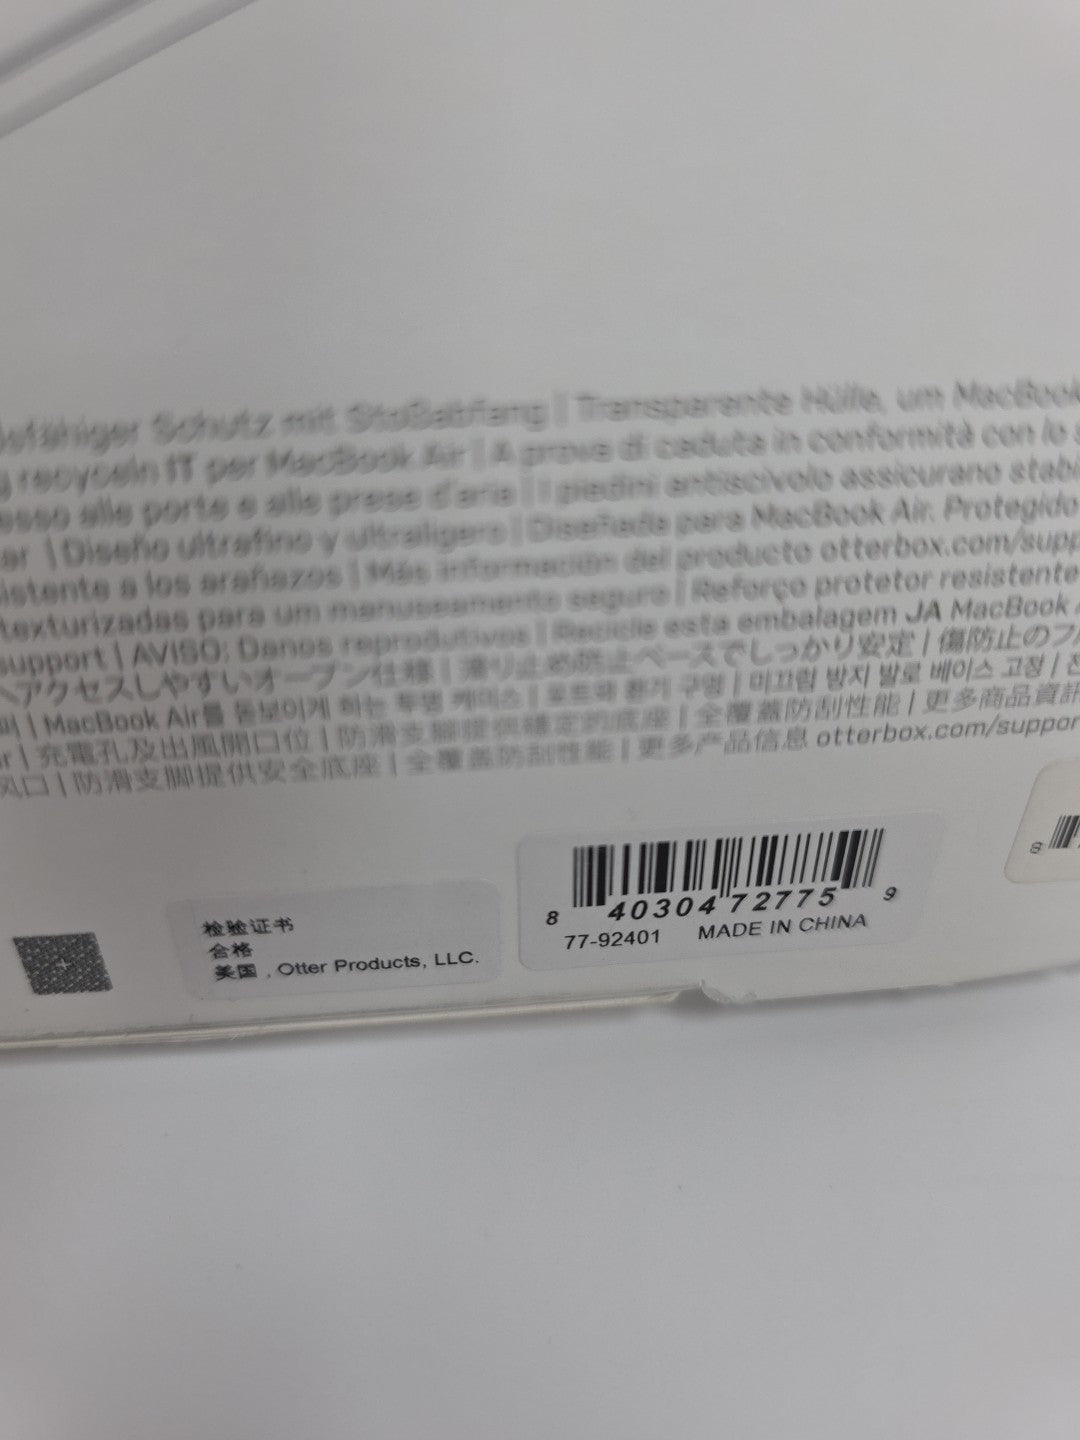 Schutz mit Stoßabfang | Transparente Hülle, um MacBook
recyceln IT per MacBook Air | A prova di caduta in conformità con lo
alle porte e alle prese d'aria | I piedini antiscivolo assicurano
| Diseño ultrafino y ultraligero | Diseñada para MacBook Air. Protegido
a los arañazos | Más información del producto otterbox.com/supp
texturizadas para um manuseamento seguro | Reforço protetor resistente
support | AVISO: Danos reprodutivos | Recicle esta embalagem JA MacBook
へアクセスしやすいオープン仕様 | 滑り止め防止ベースでしっかり安定 | 傷防止の
| MacBook Air를 돋보이게 하는 투명 케이스 | 포트와 환기 구멍 | 미끄럼 방지 발로 베이스 고정 |
| 充電孔及出風開口位 | 防滑支腳提供穩定的底座 | 全覆蓋防刮性能 | 更多商品資訊
风口 | 防滑支脚提供安全底座 | 全覆盖防刮性能 | 更多产品信息 otterbox.com/suppor
检验证书
合格
美国 , Otter Products, LLC.
8 40304 72775 9
77-92401 MADE IN CHINA
8